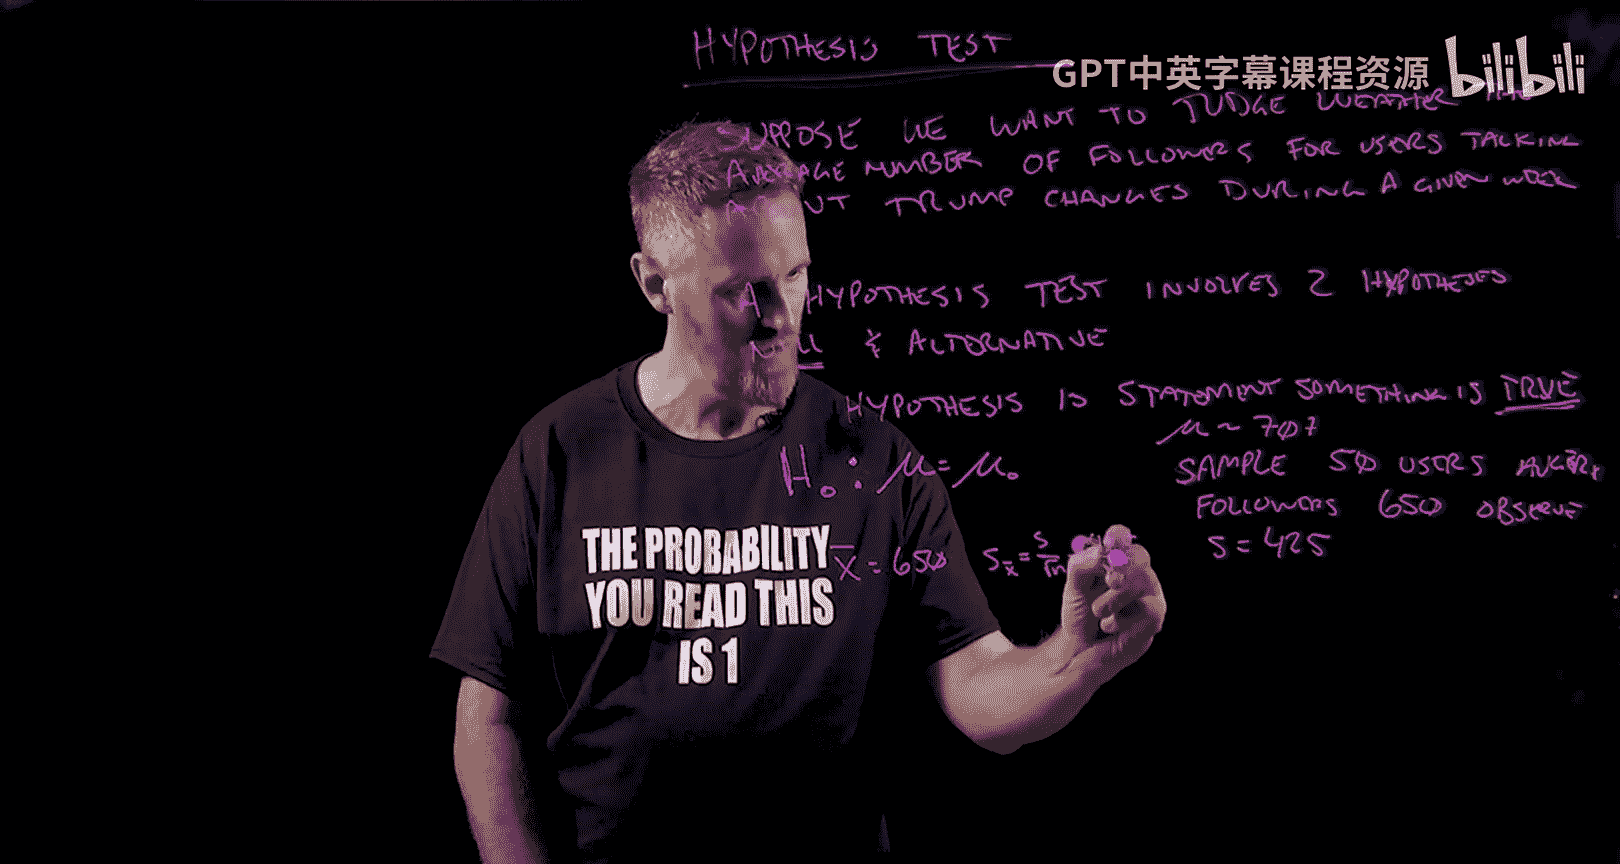 HYPOTHESIS TEST
GPT中英字幕课程资源 bilibili
SUPPOSE WE WANT TO JUDGE WEATHER THE
AVERAGE NUMBER OF FOLLOWERS FOR USERS TALKING
ABOUT TRUMP CHANGES DURING A GIVEN WEEK
A HYPOTHESIS TEST INVOLVES 2 HYPOTHESES
NULL & ALTERNATIVE
HYPOTHESIS IS STATEMENT SOMETHING IS TRUE
μ ~ 707
H₀: μ = μ₀
SAMPLE 50 USERS
FOLLOWERS 650 OBSERVE
S = 425
x̄ = 650 S_x̄ = s/√n
THE PROBABILITY
YOU READ THIS
IS 1